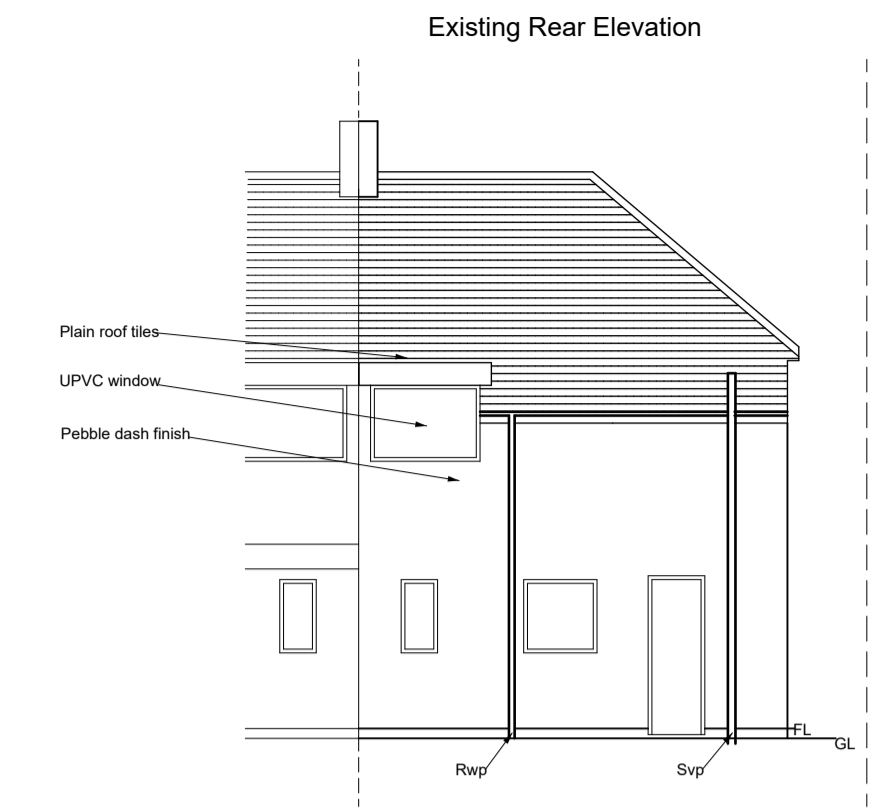 Existing Rear Elevation
Plain roof tiles
UPVC window
Pebble dash finish
FL
GL
Rwp
Svp